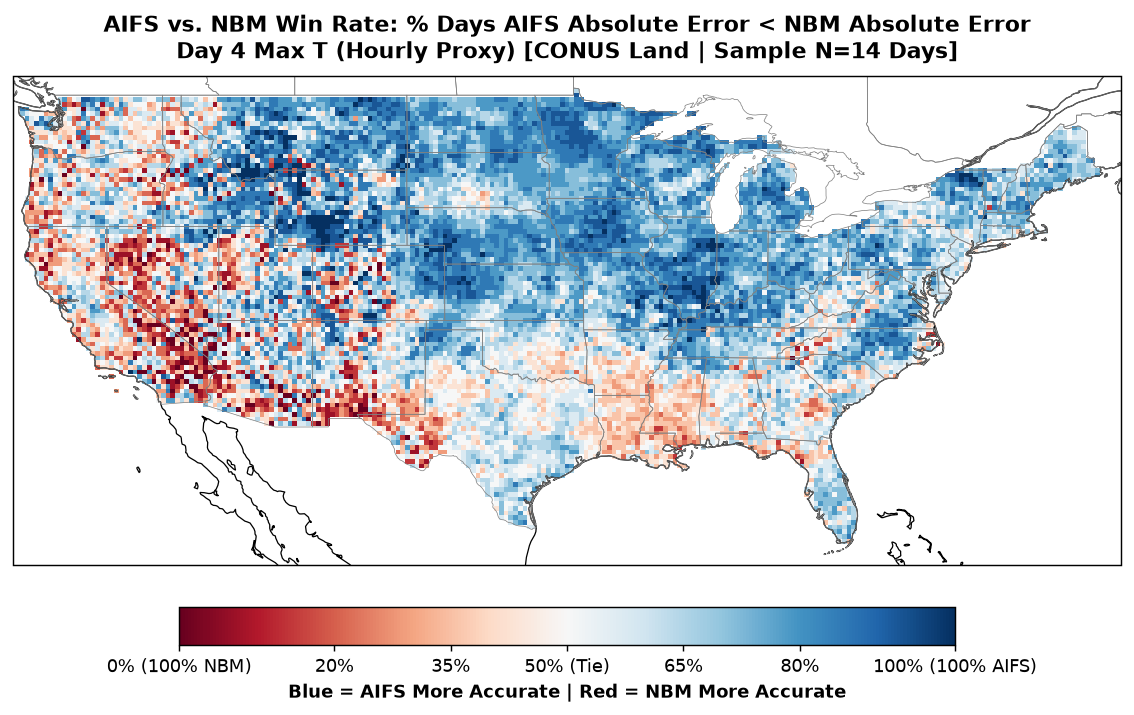 AIFS vs. NBM Win Rate: % Days AIFS Absolute Error < NBM Absolute Error
Day 4 Max T (Hourly Proxy) [CONUS Land | Sample N=14 Days]
0% (100% NBM) 20% 35% 50% (Tie) 65% 80% 100% (100% AIFS)
Blue = AIFS More Accurate | Red = NBM More Accurate